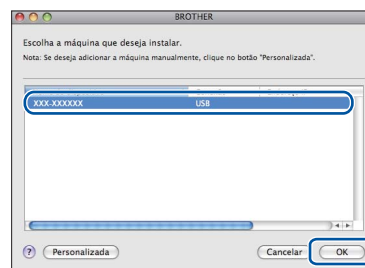 BROTHER
Escolha a máquina que deseja instalar.
Nota: Se deseja adicionar a máquina manualmente, clique no botão "Personalizada".
XXX-XXXXXX USB
? Personalizada Cancelar OK